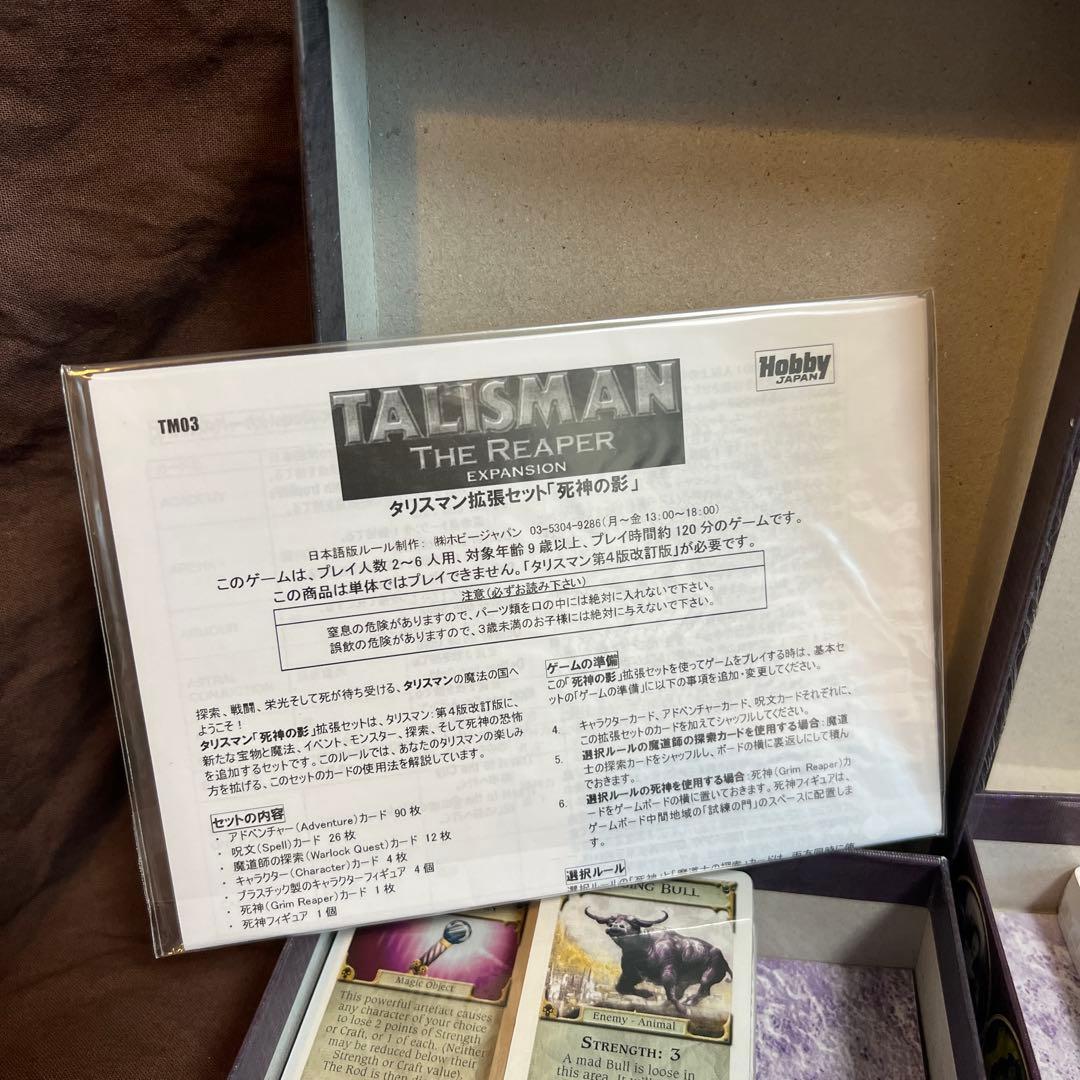 TM03
TALISMAN
THE REAPER
EXPANSION
Hobby
JAPAN
タリスマン拡張セット「死神の影」
日本語版ルール制作: ㈱ホビージャパン 03-5304-9286(月～金 13:00～18:00)
このゲームは、プレイ人数 2～6 人用、対象年齢 9 歳以上、プレイ時間約 120 分のゲームです。
この商品は単体ではプレイできません。「タリスマン第4版改訂版」が必要です。
注意(必ずお読み下さい)
窒息の危険がありますので、パーツ類を口の中には絶対に入れないで下さい。
誤飲の危険がありますので、3歳未満のお子様には絶対に与えないで下さい。
探索、戦闘、栄光そして死が待ち受ける、タリスマンの魔法の国へ
ようこそ!
タリスマン「死神の影」拡張セットは、タリスマン:第4版改訂版に、
新たな宝物と魔法、イベント、モンスター、探索、そして死神の恐怖
を追加するセットです。このルールでは、あなたのタリスマンの楽しみ
方を拡げる、このセットのカードの使用法を解説しています。
セットの内容
・ アドベンチャー(Adventure)カード 90 枚
・ 呪文(Spell)カード 26 枚
・ 魔道師の探索(Warlock Quest)カード 12 枚
・ キャラクター(Character)カード 4 枚
・ プラスチック製のキャラクターフィギュア 4 個
・ 死神(Grim Reaper)カード 1 枚
・ 死神フィギュア 1 個
ゲームの準備
この「死神の影」拡張セットを使ってゲームをプレイする時は、基本セ
ットの「ゲームの準備」に以下の事項を追加・変更してください。
4. キャラクターカード、アドベンチャーカード、呪文カードそれぞれに、
この拡張セットのカードを加えてシャッフルしてください。
5. 選択ルールの魔道師の探索カードを使用する場合:魔道
士の探索カードをシャッフルし、ボードの横に裏返しにして積ん
でおきます。
6. 選択ルールの死神を使用する場合:死神(Grim Reaper)カ
ードをゲームボードの横に置いておきます。死神フィギュアは、
ゲームボード中間地域の「試練の門」のスペースに配置しま
す。
選択ルール
選択ルールの「死神」と「魔道士の探索」カードは、両方同時に使
Magic Object
This powerful artefact causes
any character of your choice
to lose 2 points of Strength
or Craft, or 1 of each. (Neither
may be reduced below their
Strength or Craft value).
The Rod is then
BULL
Enemy - Animal
STRENGTH: 3
A mad Bull is loose in
this area. It